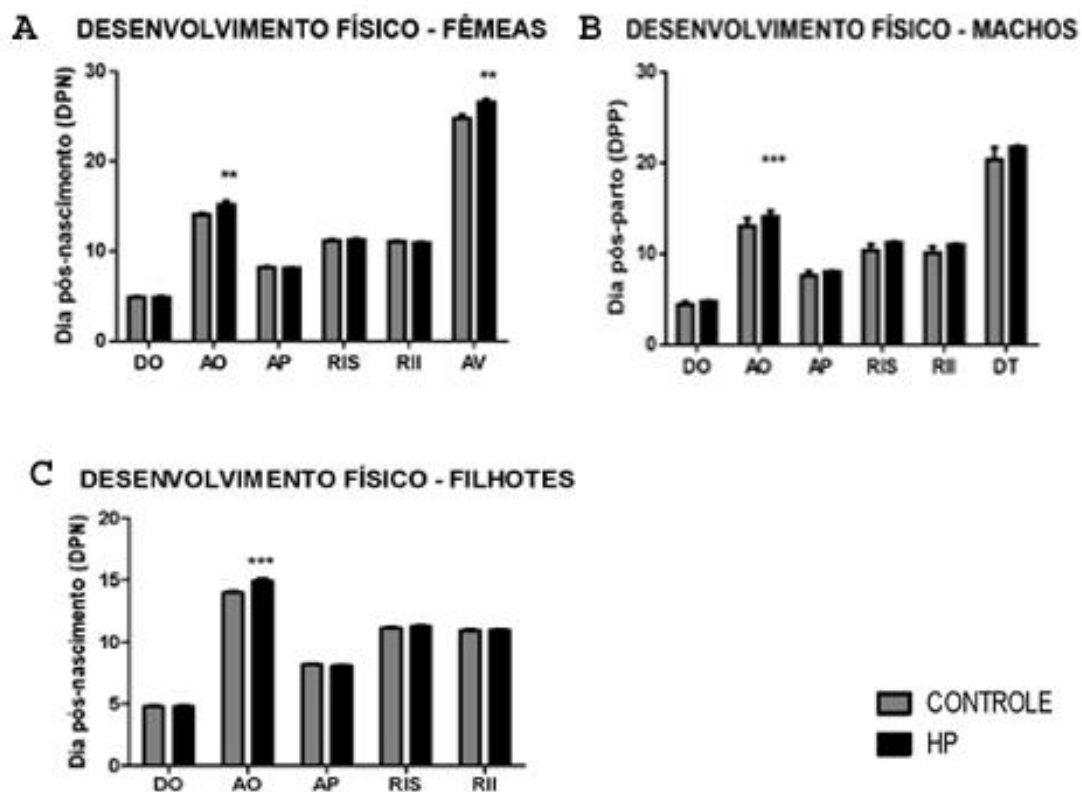 A DESENVOLVIMENTO FÍSICO - FÊMEAS
Dia pós-nascimento (DPN)
30
20
10
0
** **
DO AO AP RIS RII AV
B DESENVOLVIMENTO FÍSICO - MACHOS
Dia pós-parto (DPP)
30
20
10
0
***
DO AO AP RIS RII DT
C DESENVOLVIMENTO FÍSICO - FILHOTES
Dia pós-nascimento (DPN)
20
15
10
5
0
***
DO AO AP RIS RII
CONTROLE
HP